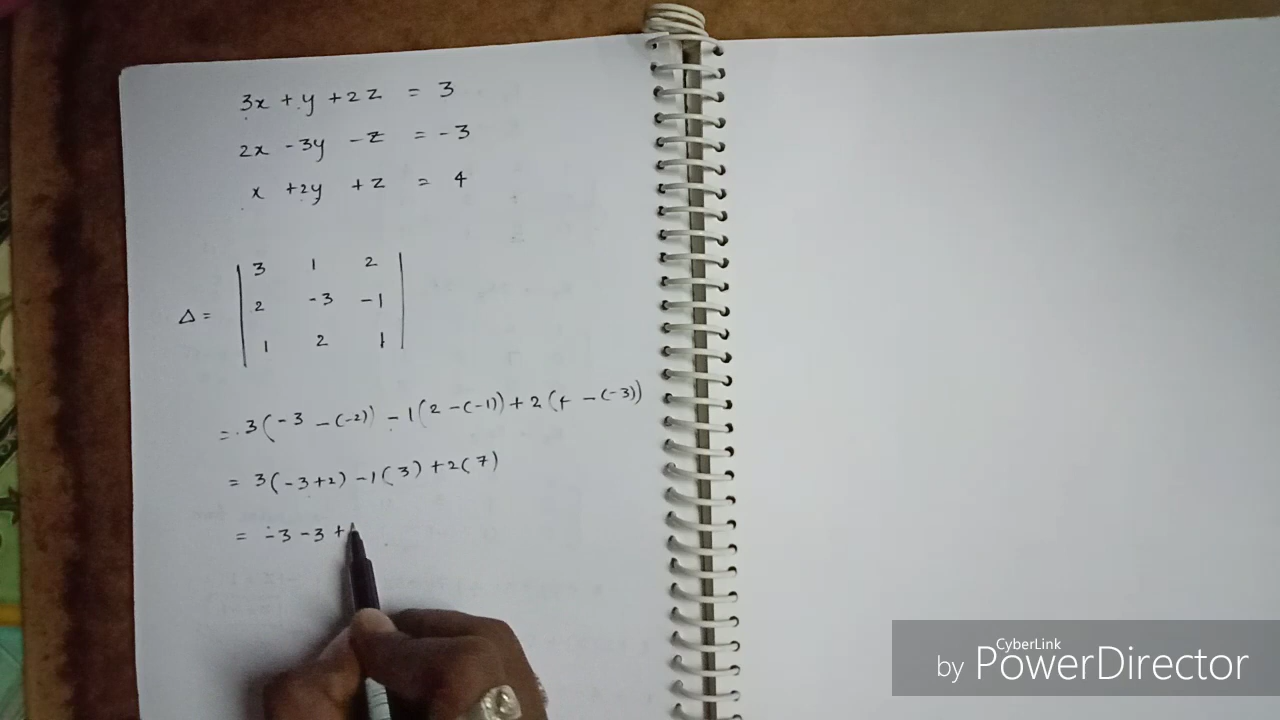 3x + y + 2z = 3
2x - 3y - z = -3
x + 2y + z = 4
3 1 2
Δ = 2 -3 -1
1 2 1
= 3(-3 -(-2)) - 1(2 -(-1)) + 2(4 -(-3))
= 3(-3+2) - 1(3) + 2(7)
= -3 - 3 +
CyberLink
by PowerDirector